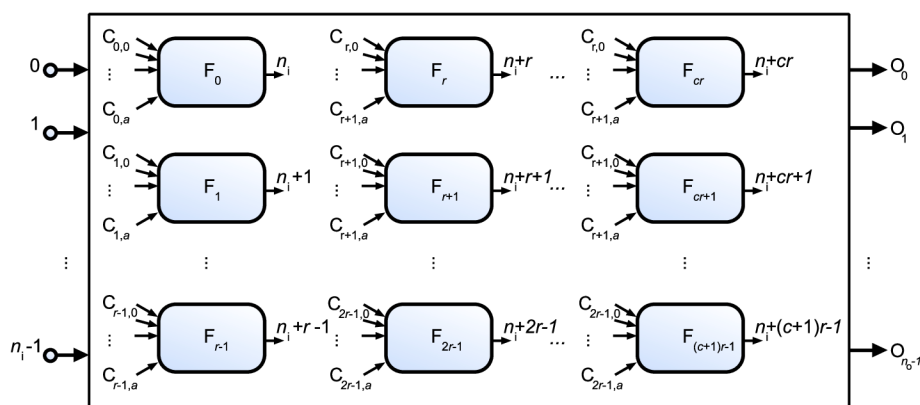 C0,0 ni Cr,0 ni+r Cr,0 ni+cr
0 ⋮ F0 ⋮ Fr ... ⋮ Fcr O0
C0,a Cr+1,a Cr+1,a
1 O1
C1,0 ni+1 Cr+1,0 ni+r+1 Cr+1,0 ni+cr+1
⋮ F1 ⋮ Fr+1 ... ⋮ Fcr+1
C1,a Cr+1,a Cr+1,a
⋮ ⋮ ⋮ ⋮ ⋮
Cr-1,0 ni+r-1 C2r-1,0 ni+2r-1 C2r-1,0 ni+(c+1)r-1
ni-1 ⋮ Fr-1 ⋮ F2r-1 ... ⋮ F(c+1)r-1 Ono-1
Cr-1,a C2r-1,a C2r-1,a